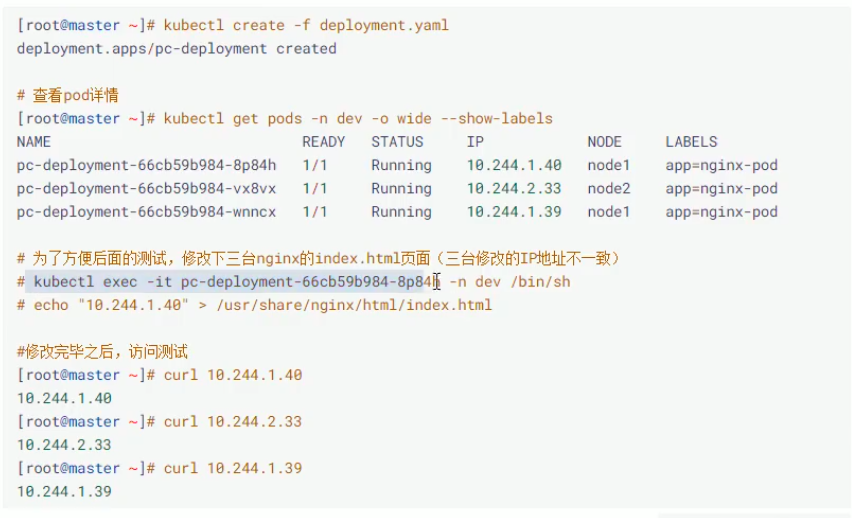 [root@master ~]# kubectl create -f deployment.yaml
deployment.apps/pc-deployment created
# 查看pod详情
[root@master ~]# kubectl get pods -n dev -o wide --show-labels
NAME READY STATUS IP NODE LABELS
pc-deployment-66cb59b984-8p84h 1/1 Running 10.244.1.40 node1 app=nginx-pod
pc-deployment-66cb59b984-vx8vx 1/1 Running 10.244.2.33 node2 app=nginx-pod
pc-deployment-66cb59b984-wnncx 1/1 Running 10.244.1.39 node1 app=nginx-pod
# 为了方便后面的测试，修改下三台nginx的index.html页面（三台修改的IP地址不一致）
# kubectl exec -it pc-deployment-66cb59b984-8p84h -n dev /bin/sh
# echo "10.244.1.40" > /usr/share/nginx/html/index.html
#修改完毕之后，访问测试
[root@master ~]# curl 10.244.1.40
10.244.1.40
[root@master ~]# curl 10.244.2.33
10.244.2.33
[root@master ~]# curl 10.244.1.39
10.244.1.39